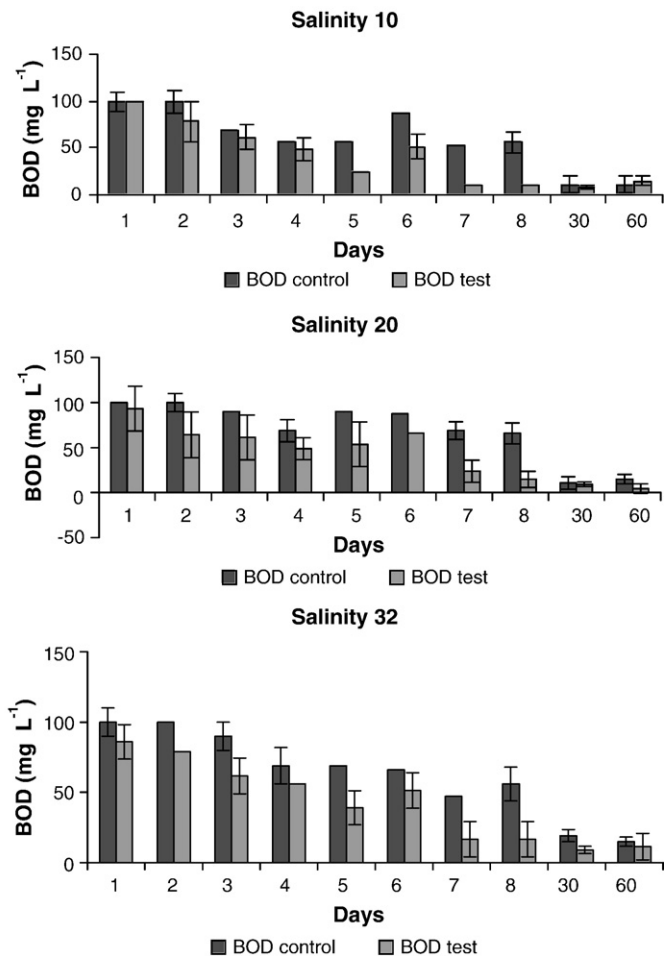 Salinity 10
BOD (mg L⁻¹)
150
100
50
0
1 2 3 4 5 6 7 8 30 60
Days
BOD control BOD test
Salinity 20
BOD (mg L⁻¹)
150
100
50
0
-50
1 2 3 4 5 6 7 8 30 60
Days
BOD control BOD test
Salinity 32
BOD (mg L⁻¹)
150
100
50
0
1 2 3 4 5 6 7 8 30 60
Days
BOD control BOD test